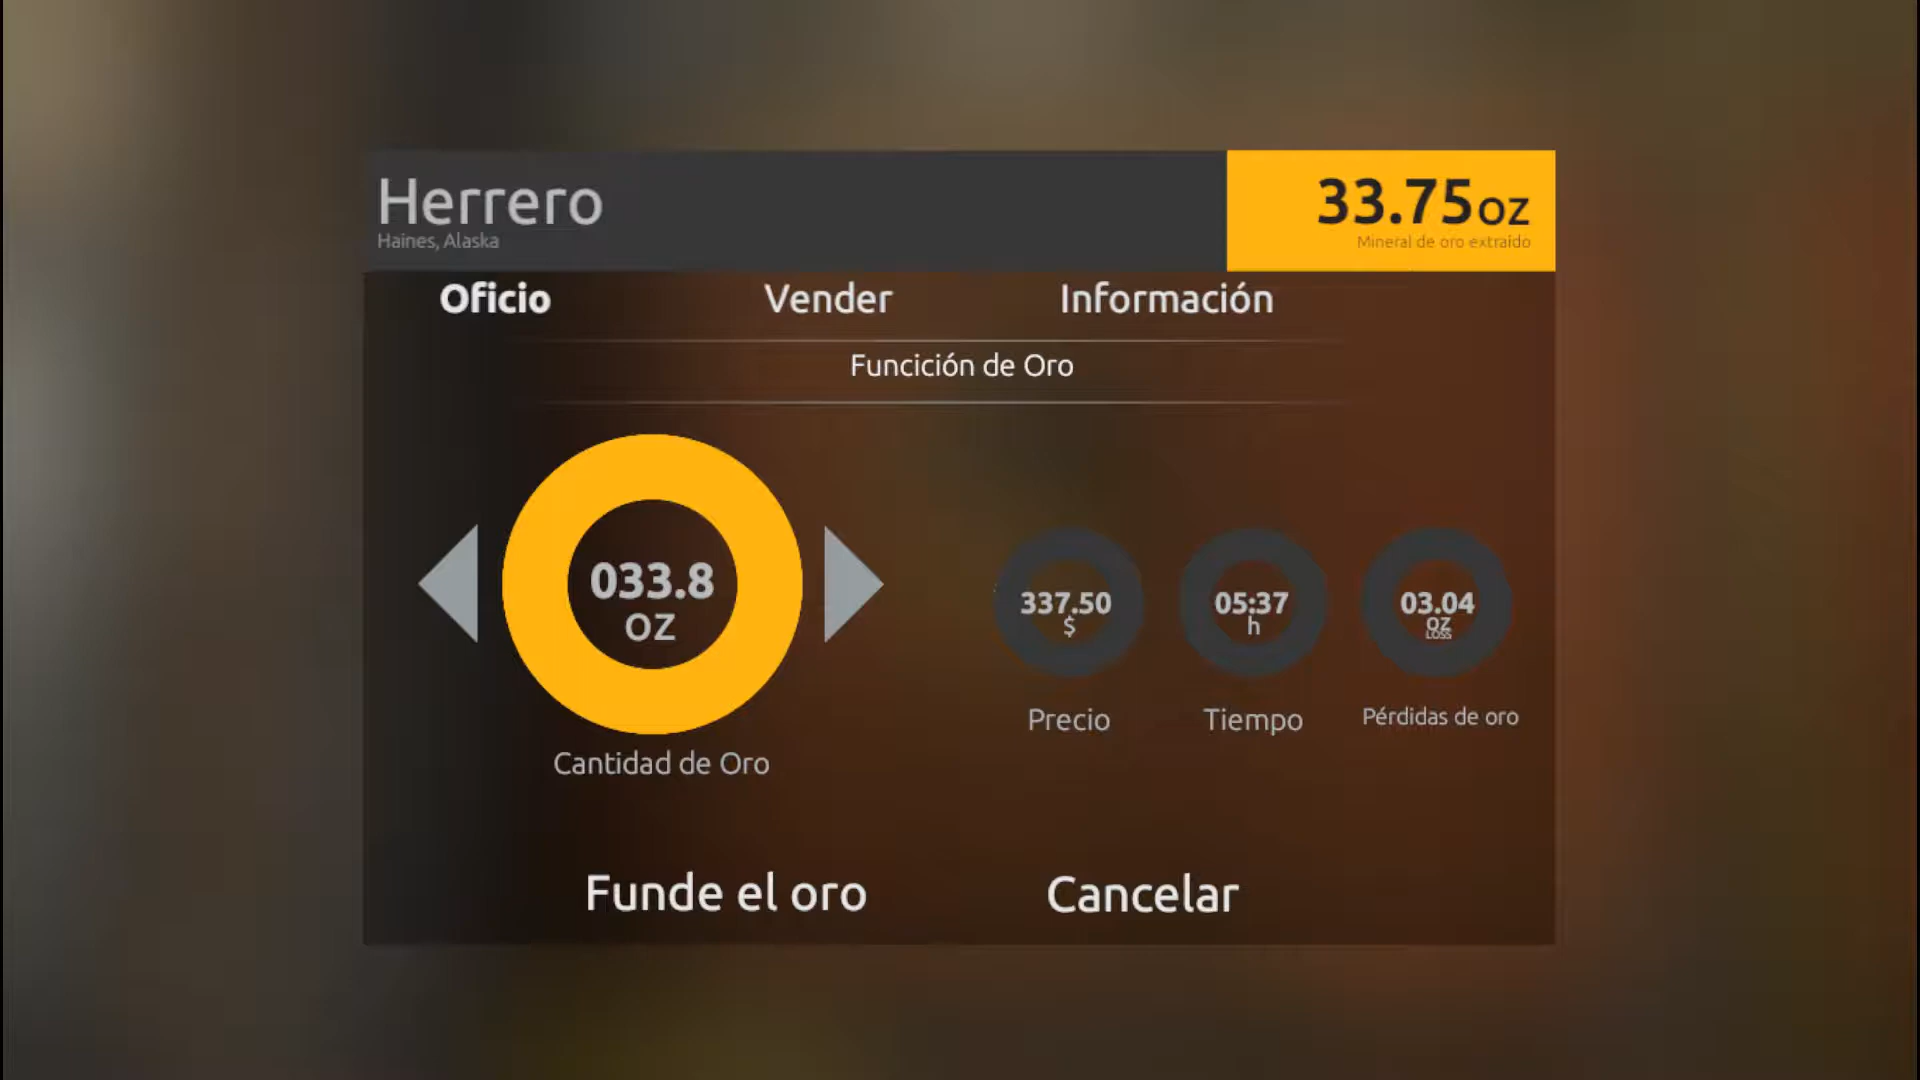 Herrero
Haines, Alaska
33.75oz
Mineral de oro extraído
Oficio
Vender
Información
Funcición de Oro
033.8
OZ
Cantidad de Oro
337.50
$
Precio
05:37
h
Tiempo
03.04
OZ
LOSS
Pérdidas de oro
Funde el oro
Cancelar